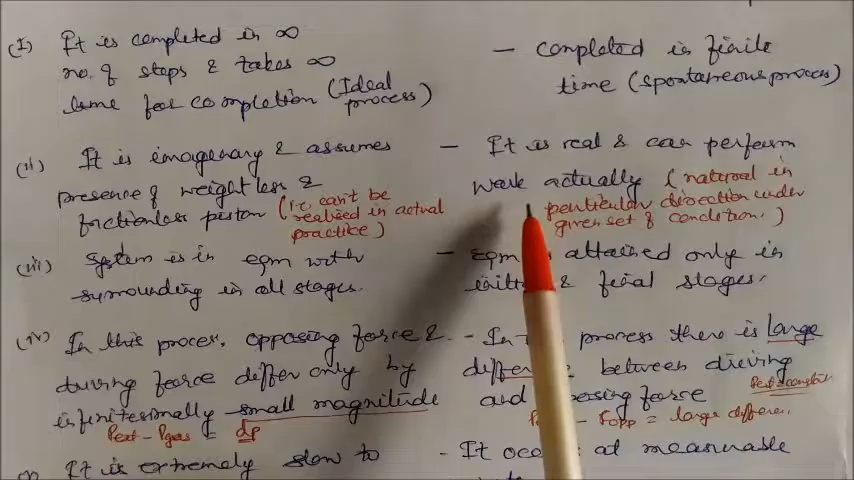 (I) It is completed in ∞
no. of steps & takes ∞
time for completion (Ideal process)
- completed in finite
time (spontaneous process)
(ii) It is imagenary & assumes
presence of weight less &
frictionless piston (i.e can't be
realised in actual
practice)
- It is real & can perform
work actually (natural in
perticular direction under
given set of condition.)
(iii) System is in eqm with
surrounding in all stages.
- eqm attained only in
& final stages.
(iv) In this process, opposing force &
driving force differ only by
infinitesimally small magnitude
Pext - Pgas = dp
- In process there is large
between driving
and force
Pext = constant
- Fopp = large differen.
(v) It is extremely slow to
- It at measurable